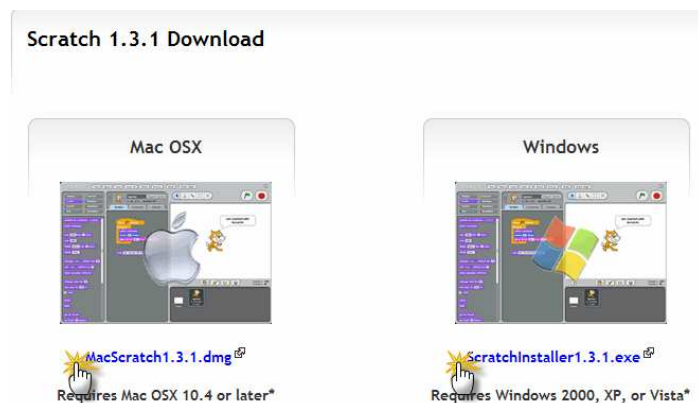 Scratch 1.3.1 Download
Mac OSX
Windows
MacScratch1.3.1.dmg
ScratchInstaller1.3.1.exe
Requires Mac OSX 10.4 or later*
Requires Windows 2000, XP, or Vista*